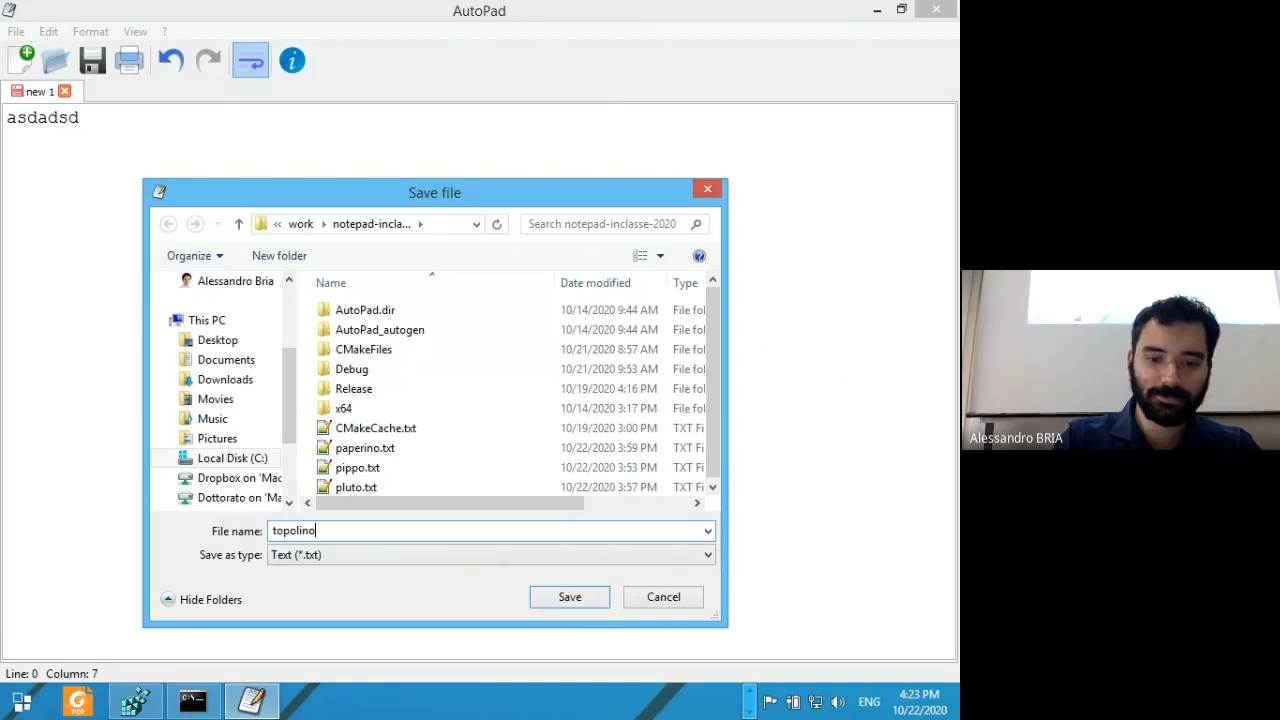 AutoPad
File Edit Format View ?
new 1
asdadsd
Save file
« work notepad-incla...
Search notepad-inclasse-2020
Organize New folder
Name Date modified Type
Alessandro Bria
This PC
Desktop
Documents
Downloads
Movies
Music
Pictures
Local Disk (C:)
Dropbox on 'Mac
Dottorato on 'Ma
AutoPad.dir 10/14/2020 9:44 AM File fol
AutoPad_autogen 10/14/2020 9:44 AM File fol
CMakeFiles 10/21/2020 8:57 AM File fol
Debug 10/21/2020 9:53 AM File fol
Release 10/19/2020 4:16 PM File fol
x64 10/14/2020 3:17 PM File fol
CMakeCache.txt 10/19/2020 3:00 PM TXT Fi
paperino.txt 10/22/2020 3:59 PM TXT Fi
pippo.txt 10/22/2020 3:53 PM TXT Fi
pluto.txt 10/22/2020 3:57 PM TXT Fi
File name: topolino
Save as type: Text (*.txt)
Hide Folders Save Cancel
Alessandro BRIA
Line: 0 Column: 7
PDF
C:\
ENG
4:23 PM
10/22/2020